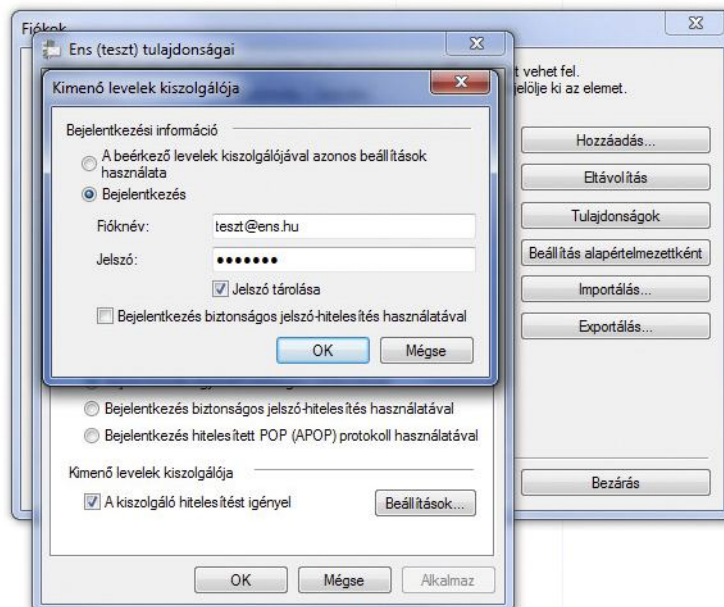 Fiókok
Ens (teszt) tulajdonságai
Kimenő levelek kiszolgálója
t vehet fel.
jelölje ki az elemet.
Bejelentkezési információ
A beérkező levelek kiszolgálójával azonos beállítások
használata
Bejelentkezés
Fióknév: teszt@ens.hu
Jelszó: •••••••
Jelszó tárolása
Bejelentkezés biztonságos jelszó-hitelesítés használatával
OK Mégse
Hozzáadás...
Eltávolítás
Tulajdonságok
Beállítás alapértelmezettként
Importálás...
Exportálás...
Bejelentkezés biztonságos jelszó-hitelesítés használatával
Bejelentkezés hitelesített POP (APOP) protokoll használatával
Kimenő levelek kiszolgálója
A kiszolgáló hitelesítést igényel Beállítások...
Bezárás
OK Mégse Alkalmaz